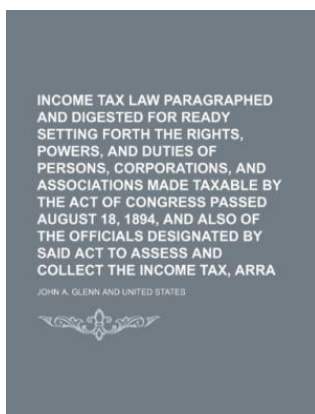 INCOME TAX LAW PARAGRAPHED
AND DIGESTED FOR READY
SETTING FORTH THE RIGHTS,
POWERS, AND DUTIES OF
PERSONS, CORPORATIONS, AND
ASSOCIATIONS MADE TAXABLE BY
THE ACT OF CONGRESS PASSED
AUGUST 18, 1894, AND ALSO OF
THE OFFICIALS DESIGNATED BY
SAID ACT TO ASSESS AND
COLLECT THE INCOME TAX, ARRA
JOHN A. GLENN AND UNITED STATES